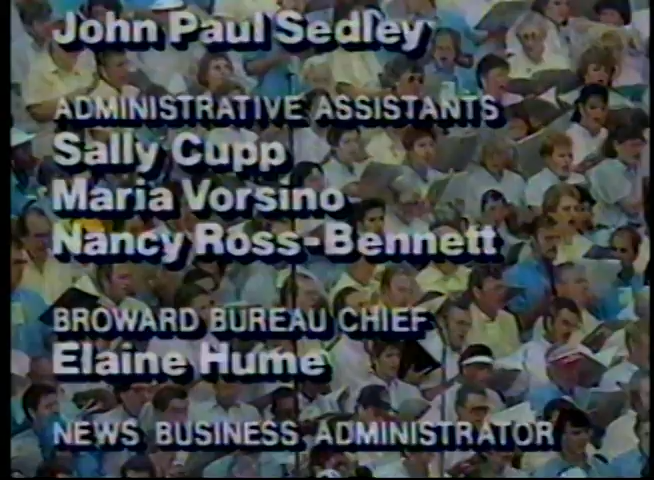 John Paul Sedley
ADMINISTRATIVE ASSISTANTS
Sally Cupp
Maria Vorsino
Nancy Ross-Bennett
BROWARD BUREAU CHIEF
Elaine Hume
NEWS BUSINESS ADMINISTRATOR